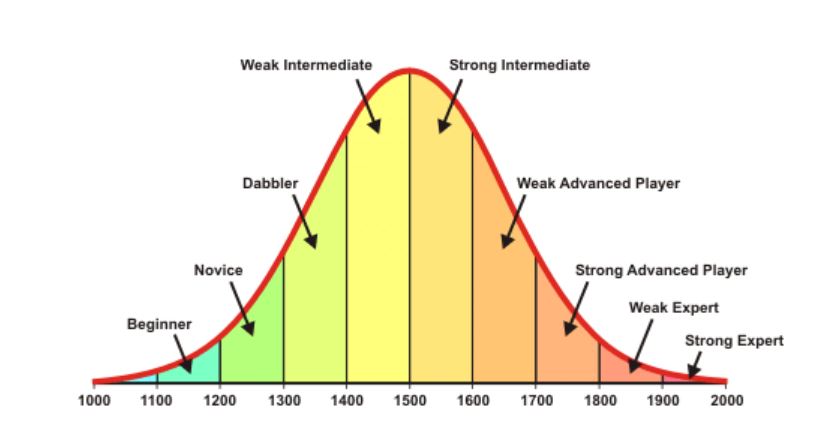 Weak Intermediate
Strong Intermediate
Dabbler
Weak Advanced Player
Novice
Strong Advanced Player
Weak Expert
Beginner
Strong Expert
1000 1100 1200 1300 1400 1500 1600 1700 1800 1900 2000